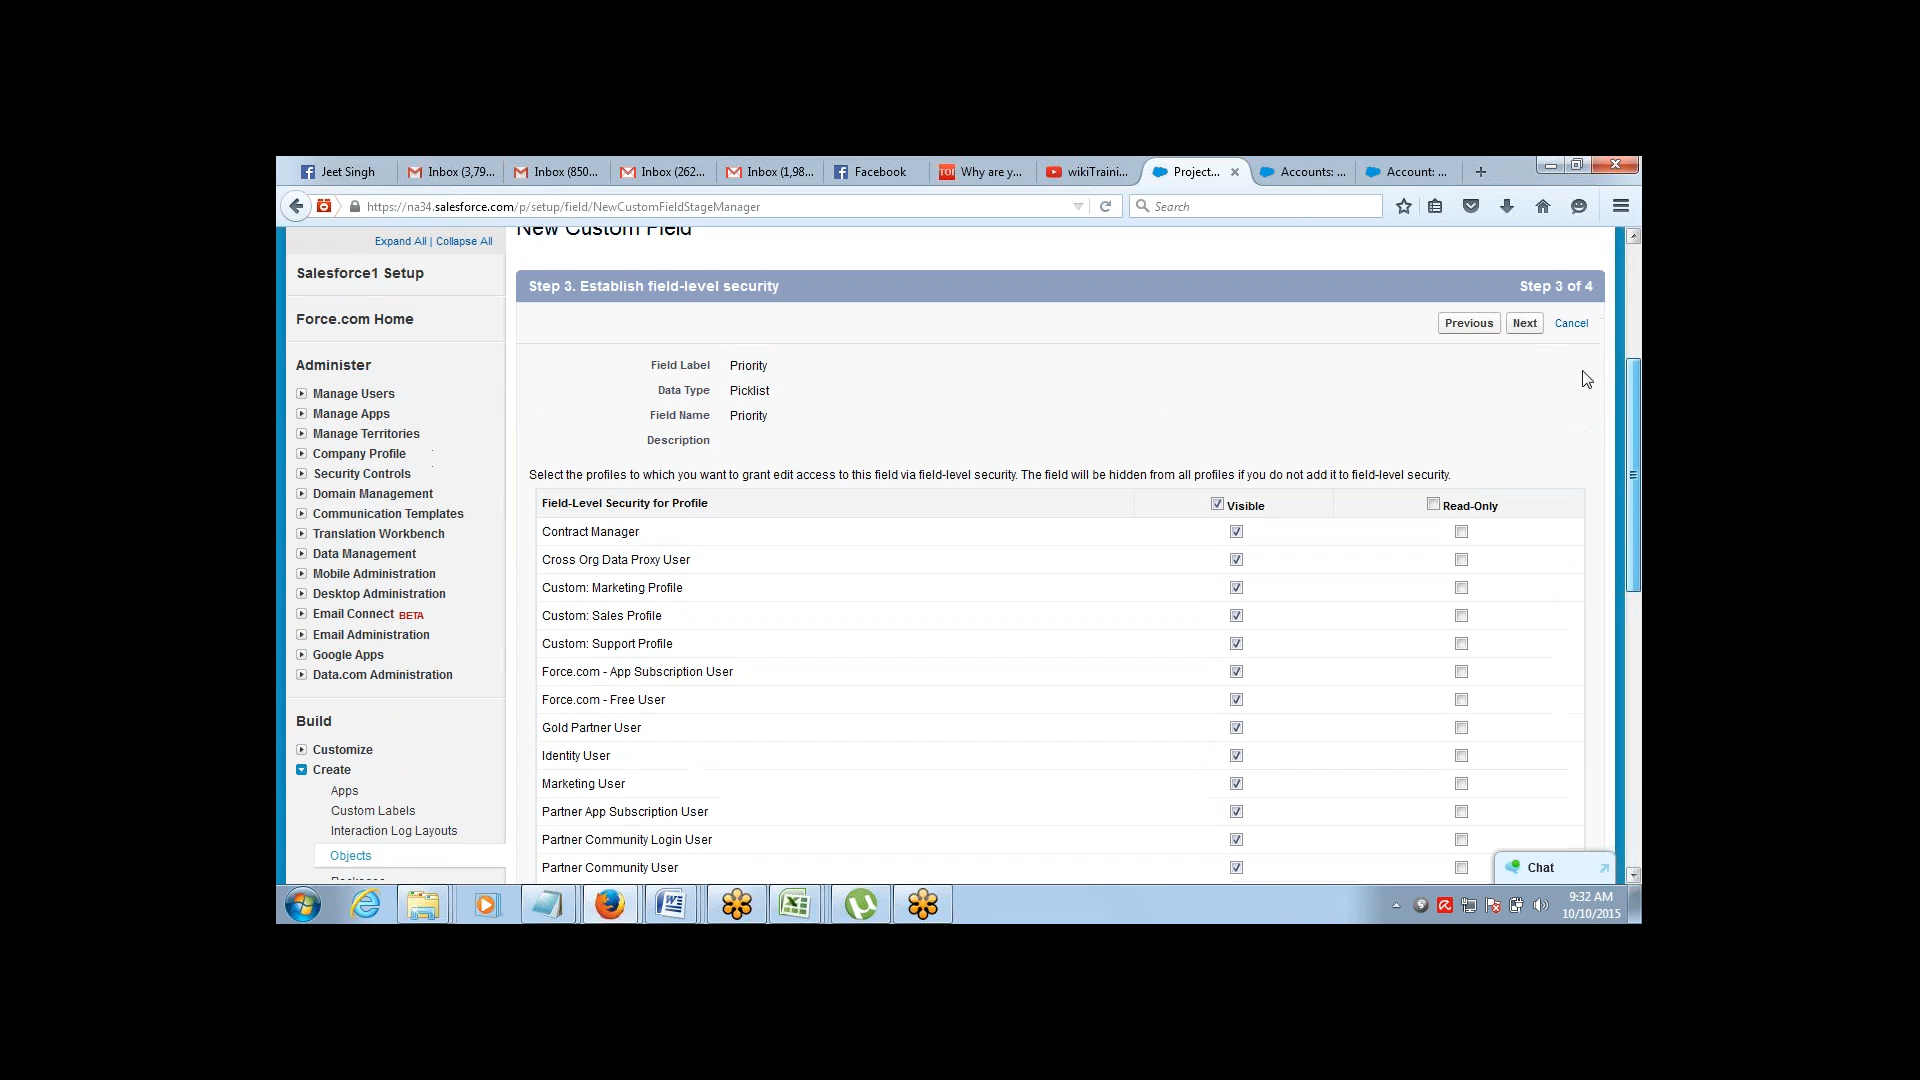 Jeet Singh
Inbox (3,79...
Inbox (850...
Inbox (262...
Inbox (1,98...
Facebook
TOI Why are y...
wikiTraini...
Project...
Accounts: ...
Account: ...
https://na34.salesforce.com/p/setup/field/NewCustomFieldStageManager
Search
Expand All | Collapse All
Salesforce1 Setup
Force.com Home
Administer
Manage Users
Manage Apps
Manage Territories
Company Profile
Security Controls
Domain Management
Communication Templates
Translation Workbench
Data Management
Mobile Administration
Desktop Administration
Email Connect BETA
Email Administration
Google Apps
Data.com Administration
Build
Customize
Create
Apps
Custom Labels
Interaction Log Layouts
Objects
New Custom Field
Step 3. Establish field-level security
Step 3 of 4
Previous Next Cancel
Field Label Priority
Data Type Picklist
Field Name Priority
Description
Select the profiles to which you want to grant edit access to this field via field-level security. The field will be hidden from all profiles if you do not add it to field-level security.
Field-Level Security for Profile Visible Read-Only
Contract Manager
Cross Org Data Proxy User
Custom: Marketing Profile
Custom: Sales Profile
Custom: Support Profile
Force.com - App Subscription User
Force.com - Free User
Gold Partner User
Identity User
Marketing User
Partner App Subscription User
Partner Community Login User
Partner Community User
Chat
9:32 AM
10/10/2015